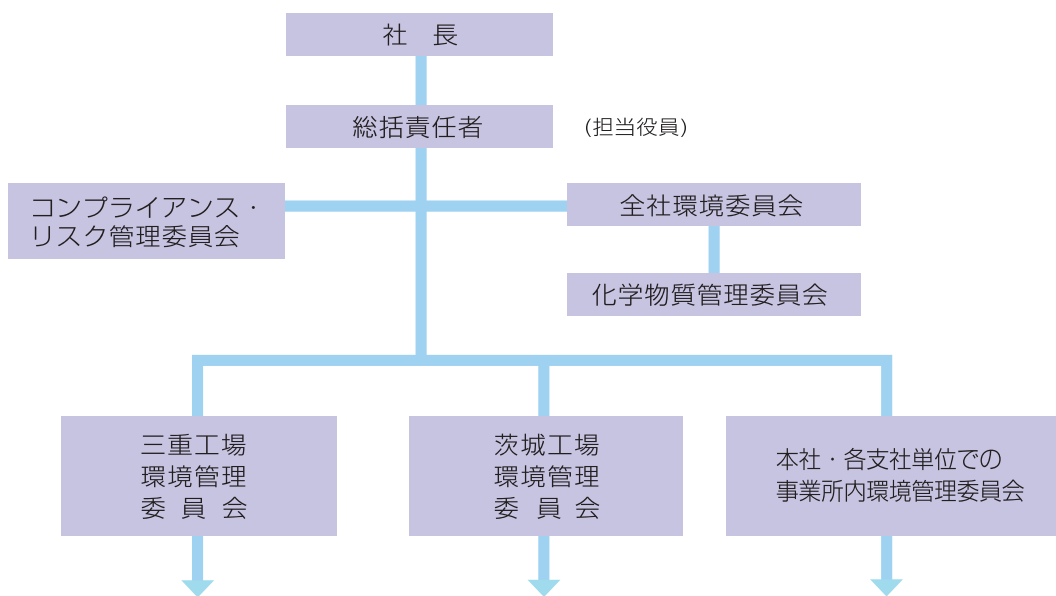 社　長
総括責任者
(担当役員)
コンプライアンス・
リスク管理委員会
全社環境委員会
化学物質管理委員会
三重工場
環境管理
委 員 会
茨城工場
環境管理
委 員 会
本社・各支社単位での
事業所内環境管理委員会